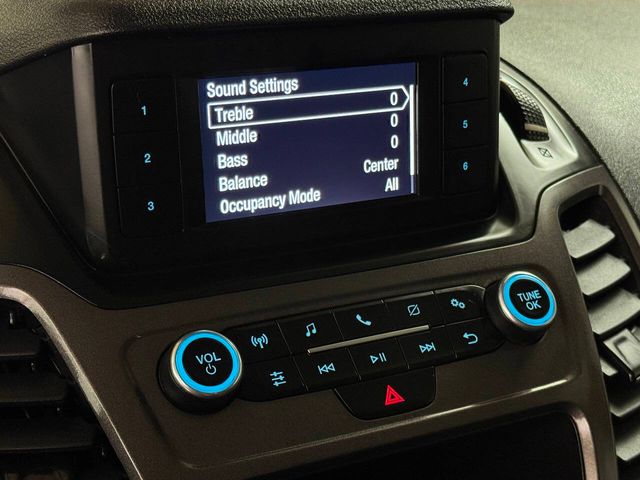 Sound Settings
Treble 0
Middle 0
Bass 0
Balance Center
Occupancy Mode All
1
2
3
4
5
6
VOL
TUNE
OK